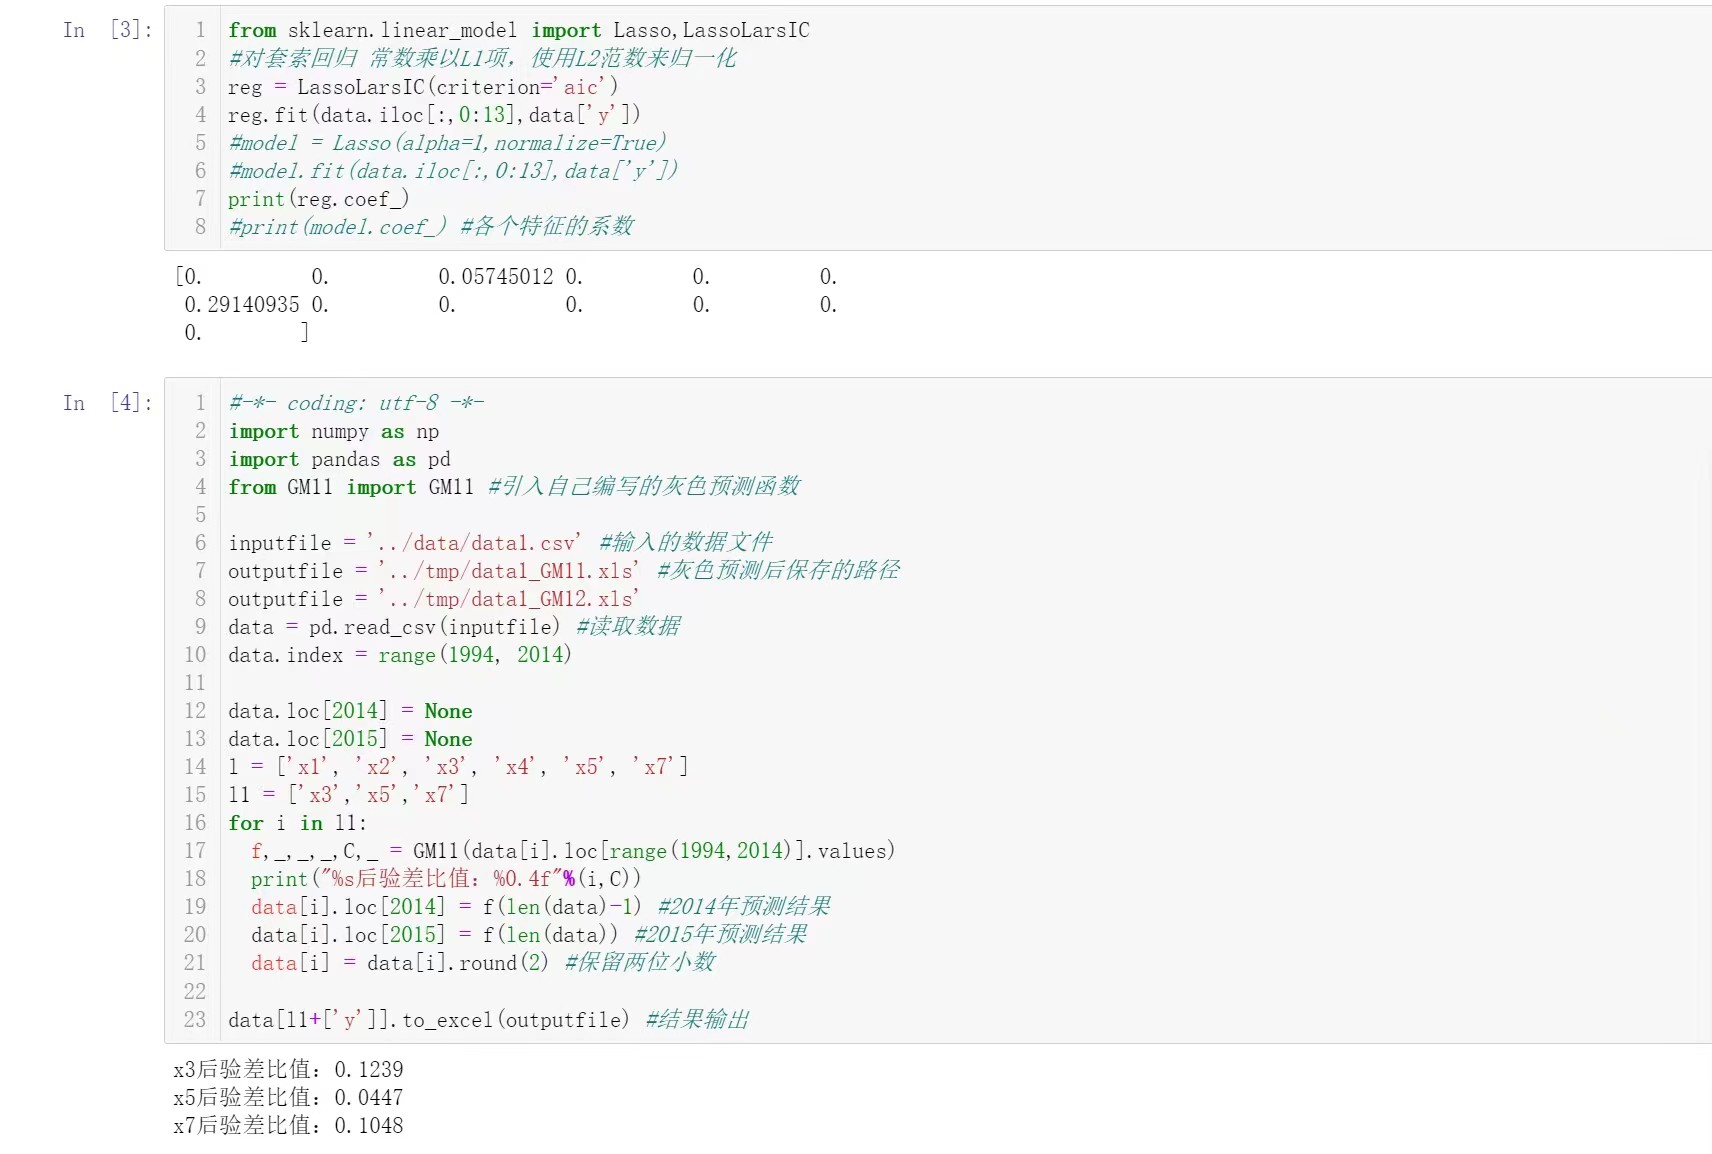 In [3]:
1 from sklearn.linear_model import Lasso,LassoLarsIC
2 #对套索回归 常数乘以L1项，使用L2范数来归一化
3 reg = LassoLarsIC(criterion='aic')
4 reg.fit(data.iloc[:,0:13],data['y'])
5 #model = Lasso(alpha=1,normalize=True)
6 #model.fit(data.iloc[:,0:13],data['y'])
7 print(reg.coef_)
8 #print(model.coef_) #各个特征的系数
[0. 0. 0.05745012 0. 0. 0.
0.29140935 0. 0. 0. 0. 0.
0. ]
In [4]:
1 #-*- coding: utf-8 -*-
2 import numpy as np
3 import pandas as pd
4 from GM11 import GM11 #引入自己编写的灰色预测函数
5
6 inputfile = '../data/data1.csv' #输入的数据文件
7 outputfile = '../tmp/data1_GM11.xls' #灰色预测后保存的路径
8 outputfile = '../tmp/data1_GM12.xls'
9 data = pd.read_csv(inputfile) #读取数据
10 data.index = range(1994, 2014)
11
12 data.loc[2014] = None
13 data.loc[2015] = None
14 l = ['x1', 'x2', 'x3', 'x4', 'x5', 'x7']
15 l1 = ['x3','x5','x7']
16 for i in l1:
17 f,_,_,_,C,_ = GM11(data[i].loc[range(1994,2014)].values)
18 print("%s后验差比值：%0.4f"%(i,C))
19 data[i].loc[2014] = f(len(data)-1) #2014年预测结果
20 data[i].loc[2015] = f(len(data)) #2015年预测结果
21 data[i] = data[i].round(2) #保留两位小数
22
23 data[l1+['y']].to_excel(outputfile) #结果输出
x3后验差比值：0.1239
x5后验差比值：0.0447
x7后验差比值：0.1048